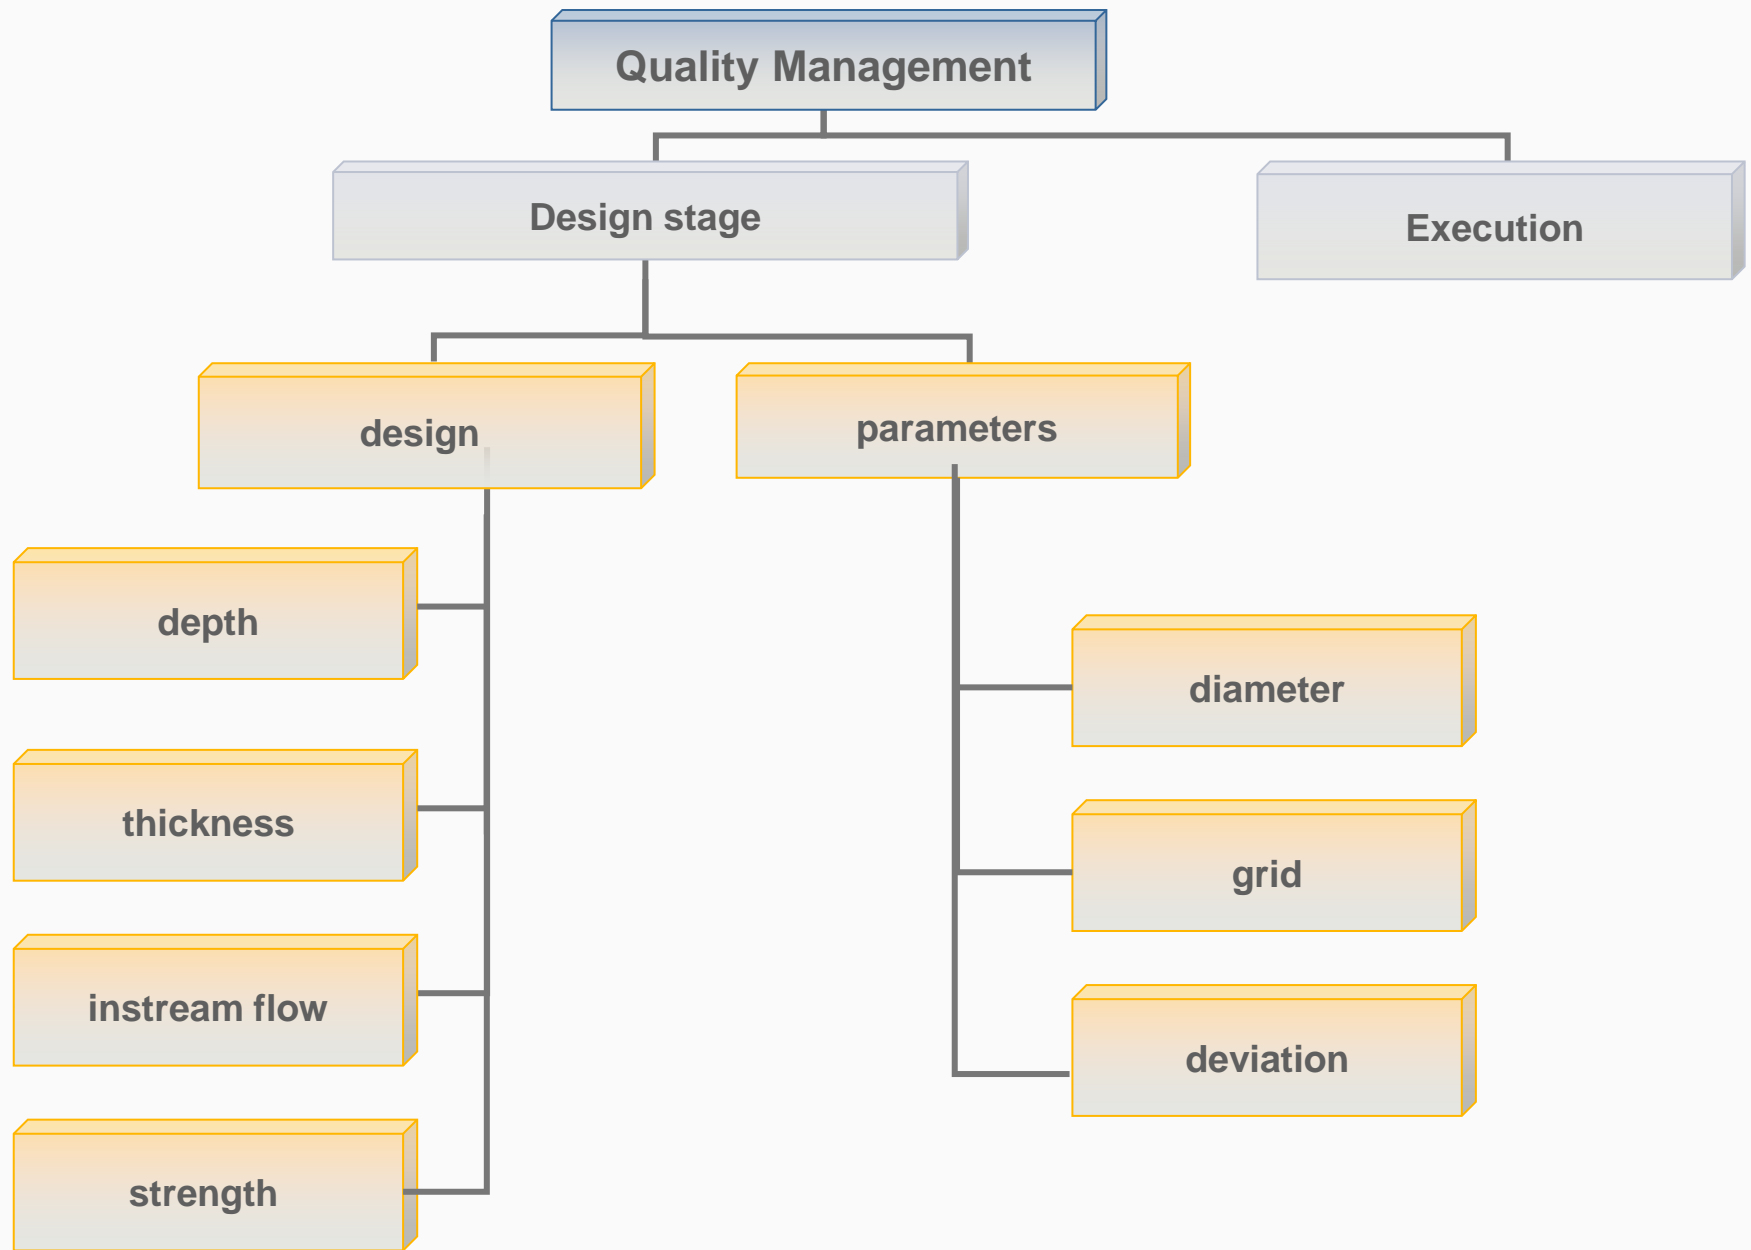 Quality Management
Design stage
Execution
design
parameters
depth
thickness
instream flow
strength
diameter
grid
deviation